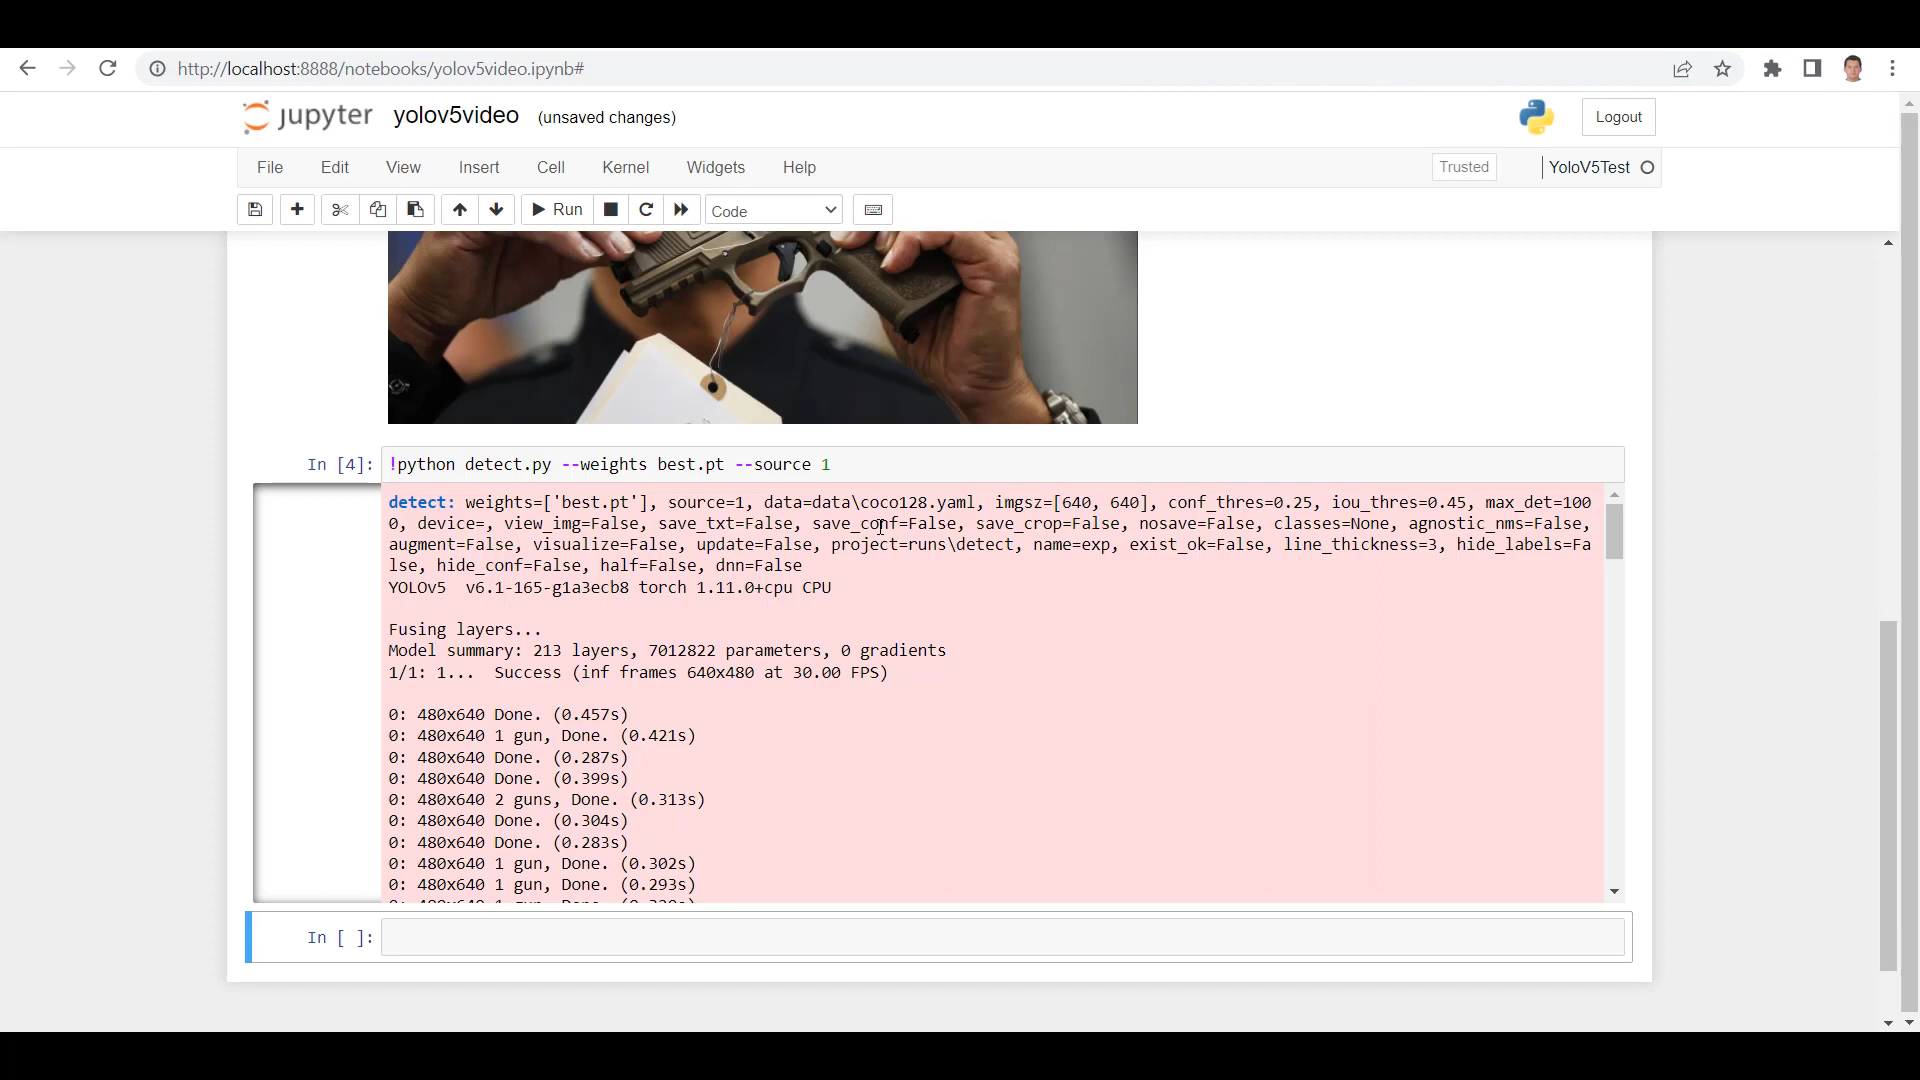 http://localhost:8888/notebooks/yolov5video.ipynb#
jupyter yolov5video (unsaved changes) Logout
File Edit View Insert Cell Kernel Widgets Help Trusted YoloV5Test
Run Code
In [4]: !python detect.py --weights best.pt --source 1
detect: weights=['best.pt'], source=1, data=data\coco128.yaml, imgsz=[640, 640], conf_thres=0.25, iou_thres=0.45, max_det=100
0, device=, view_img=False, save_txt=False, save_conf=False, save_crop=False, nosave=False, classes=None, agnostic_nms=False,
augment=False, visualize=False, update=False, project=runs\detect, name=exp, exist_ok=False, line_thickness=3, hide_labels=Fa
lse, hide_conf=False, half=False, dnn=False
YOLOv5  v6.1-165-g1a3ecb8 torch 1.11.0+cpu CPU
Fusing layers...
Model summary: 213 layers, 7012822 parameters, 0 gradients
1/1: 1...  Success (inf frames 640x480 at 30.00 FPS)
0: 480x640 Done. (0.457s)
0: 480x640 1 gun, Done. (0.421s)
0: 480x640 Done. (0.287s)
0: 480x640 Done. (0.399s)
0: 480x640 2 guns, Done. (0.313s)
0: 480x640 Done. (0.304s)
0: 480x640 Done. (0.283s)
0: 480x640 1 gun, Done. (0.302s)
0: 480x640 1 gun, Done. (0.293s)
In [ ]: